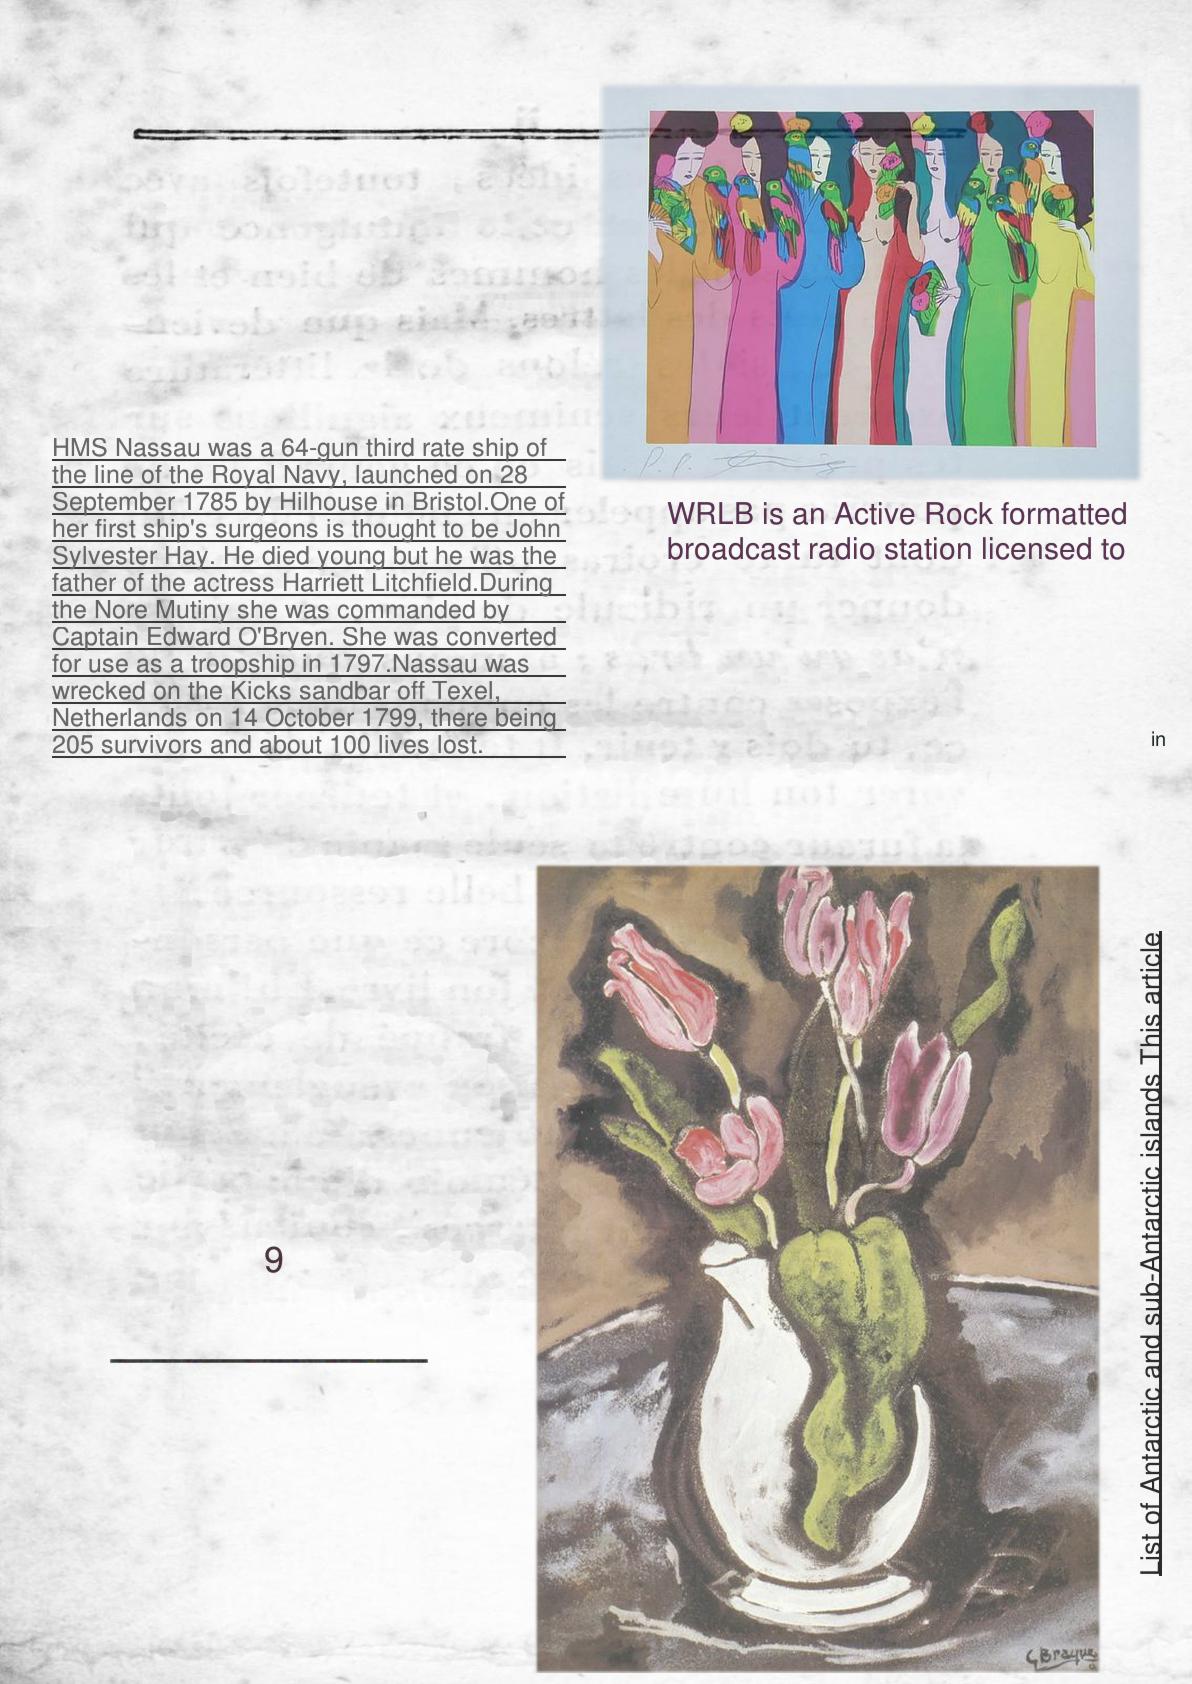 HMS Nassau was a 64-gun third rate ship of
the line of the Royal Navy, launched on 28
September 1785 by Hilhouse in Bristol.One of
her first ship's surgeons is thought to be John
Sylvester Hay. He died young but he was the
father of the actress Harriett Litchfield.During
the Nore Mutiny she was commanded by
Captain Edward O'Bryen. She was converted
for use as a troopship in 1797.Nassau was
wrecked on the Kicks sandbar off Texel,
Netherlands on 14 October 1799, there being
205 survivors and about 100 lives lost.
WRLB is an Active Rock formatted
broadcast radio station licensed to
in
List of Antarctic and sub-Antarctic islands This article
9
G Braque